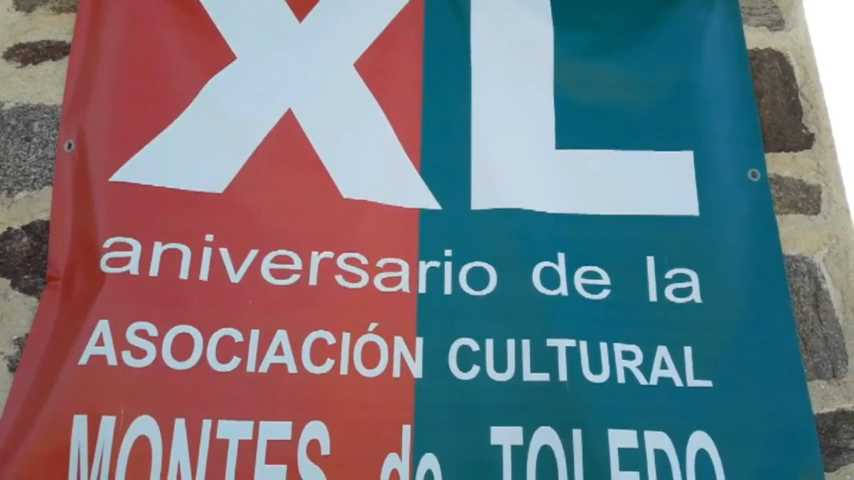 XL
aniversario de la
ASOCIACIÓN CULTURAL
MONTES de TOLEDO